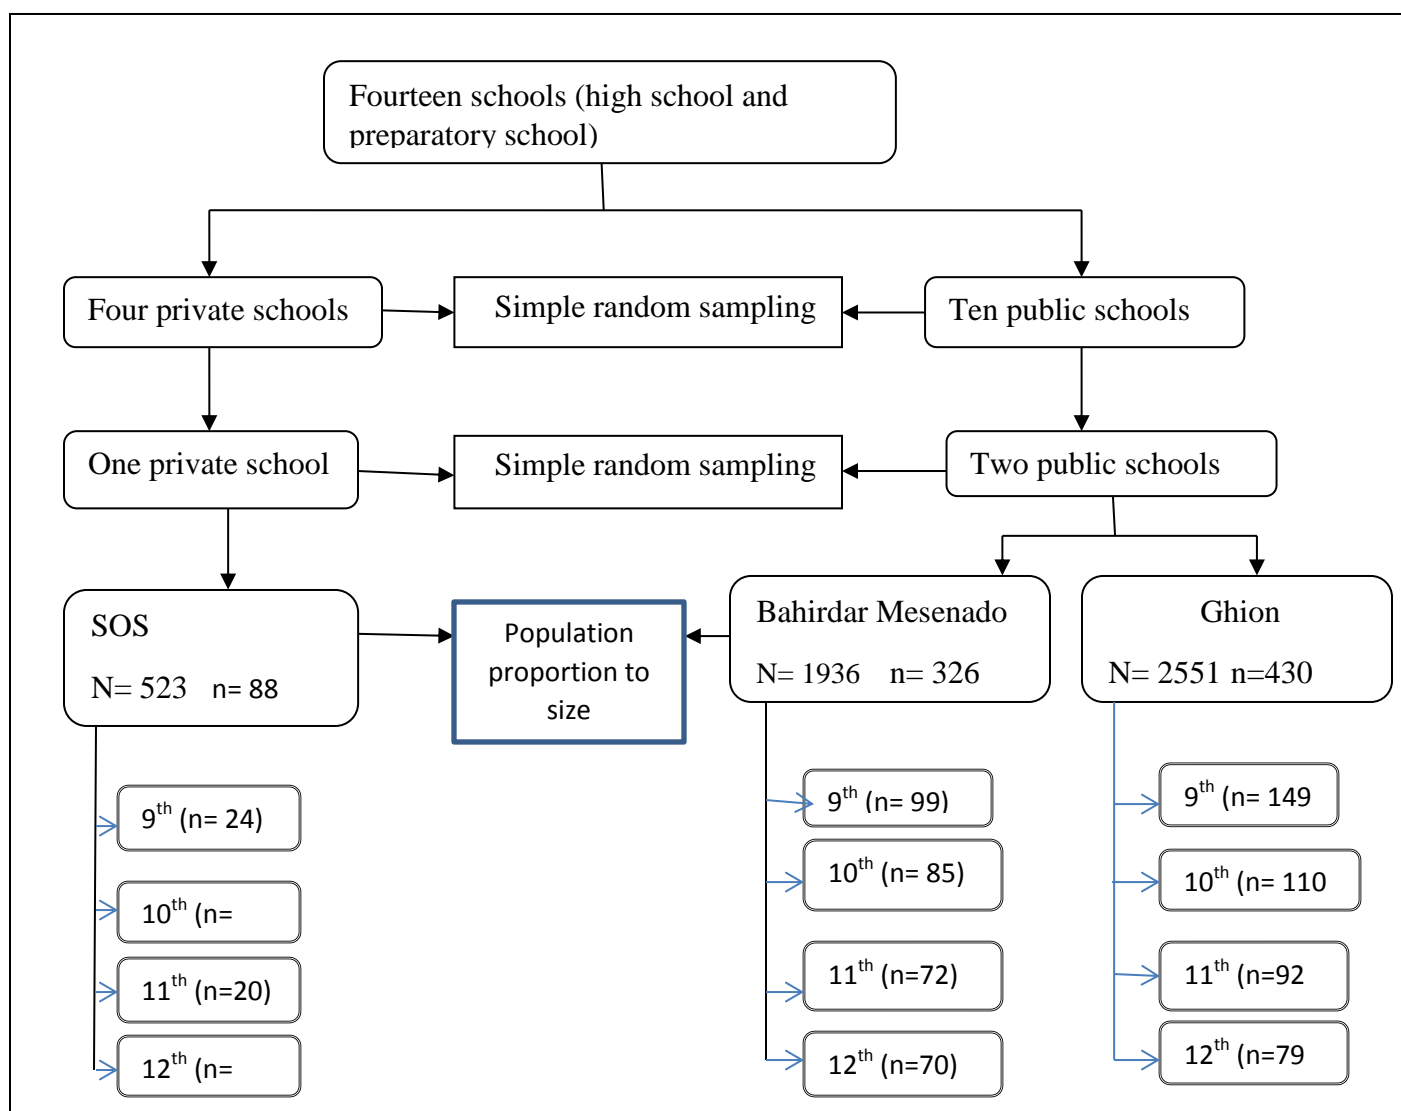 Fourteen schools (high school and
preparatory school)
Four private schools
Simple random sampling
Ten public schools
One private school
Simple random sampling
Two public schools
SOS
N= 523 n= 88
Population
proportion to
size
Bahirdar Mesenado
N= 1936 n= 326
Ghion
N= 2551 n=430
9th (n= 24)
10th (n=
11th (n=20)
12th (n=
9th (n= 99)
10th (n= 85)
11th (n=72)
12th (n=70)
9th (n= 149
10th (n= 110
11th (n=92
12th (n=79